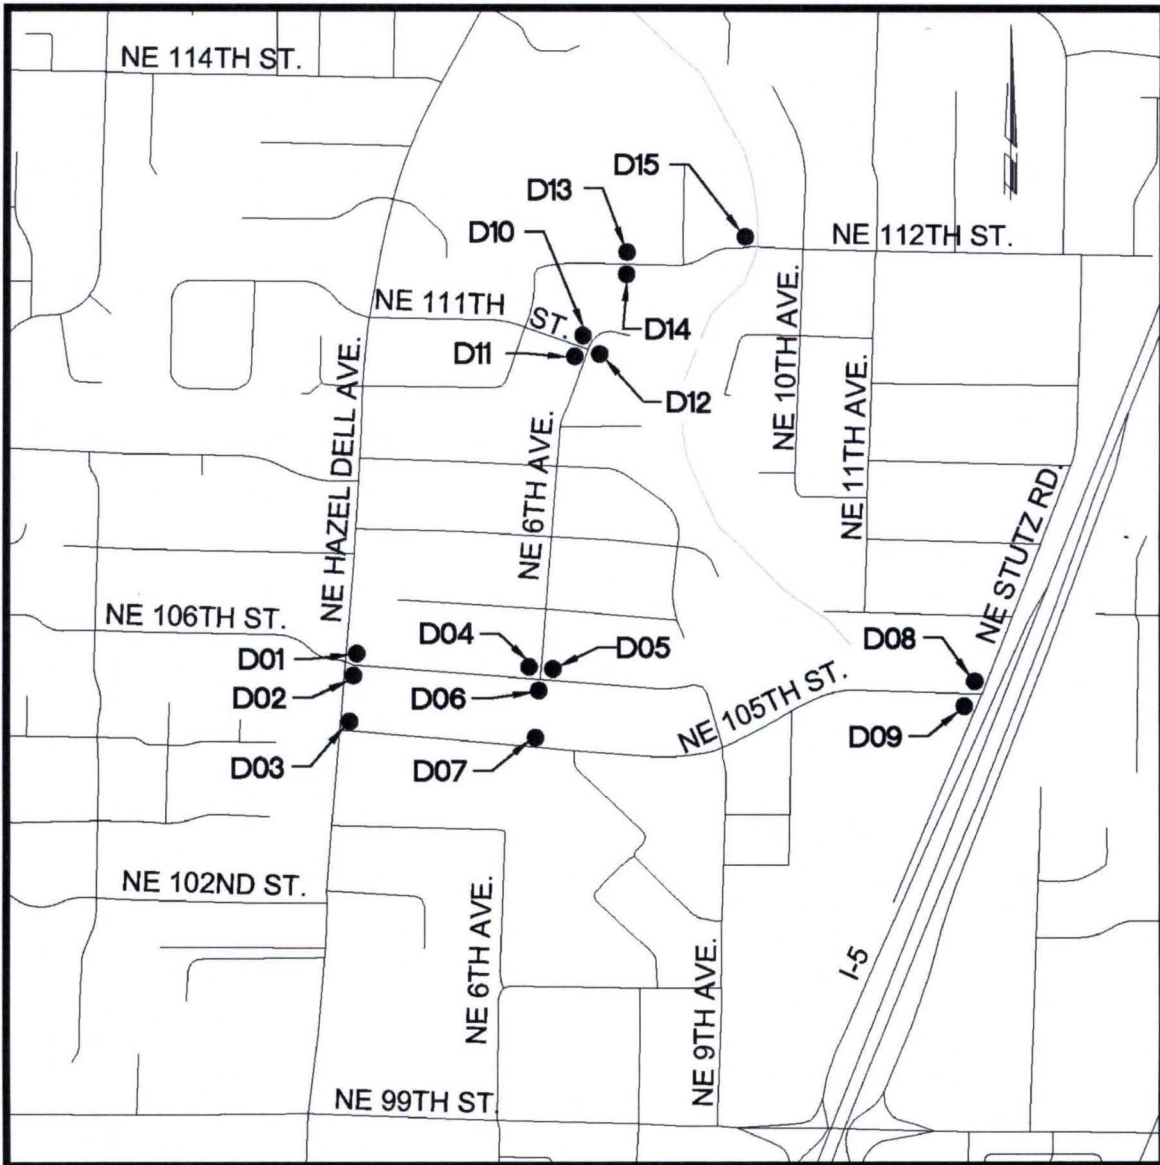 NE 114TH ST.
D15
D13
D10
NE 112TH ST.
NE 111TH
ST.
D14
D11
D12
NE HAZEL DELL AVE.
NE 6TH AVE.
NE 10TH AVE.
NE 11TH AVE.
NE STUTZ RD.
NE 106TH ST.
D04
D05
D01
D08
D02
D06
NE 105TH ST.
D03
D07
D09
NE 102ND ST.
NE 6TH AVE.
NE 9TH AVE.
I-5
NE 99TH ST.